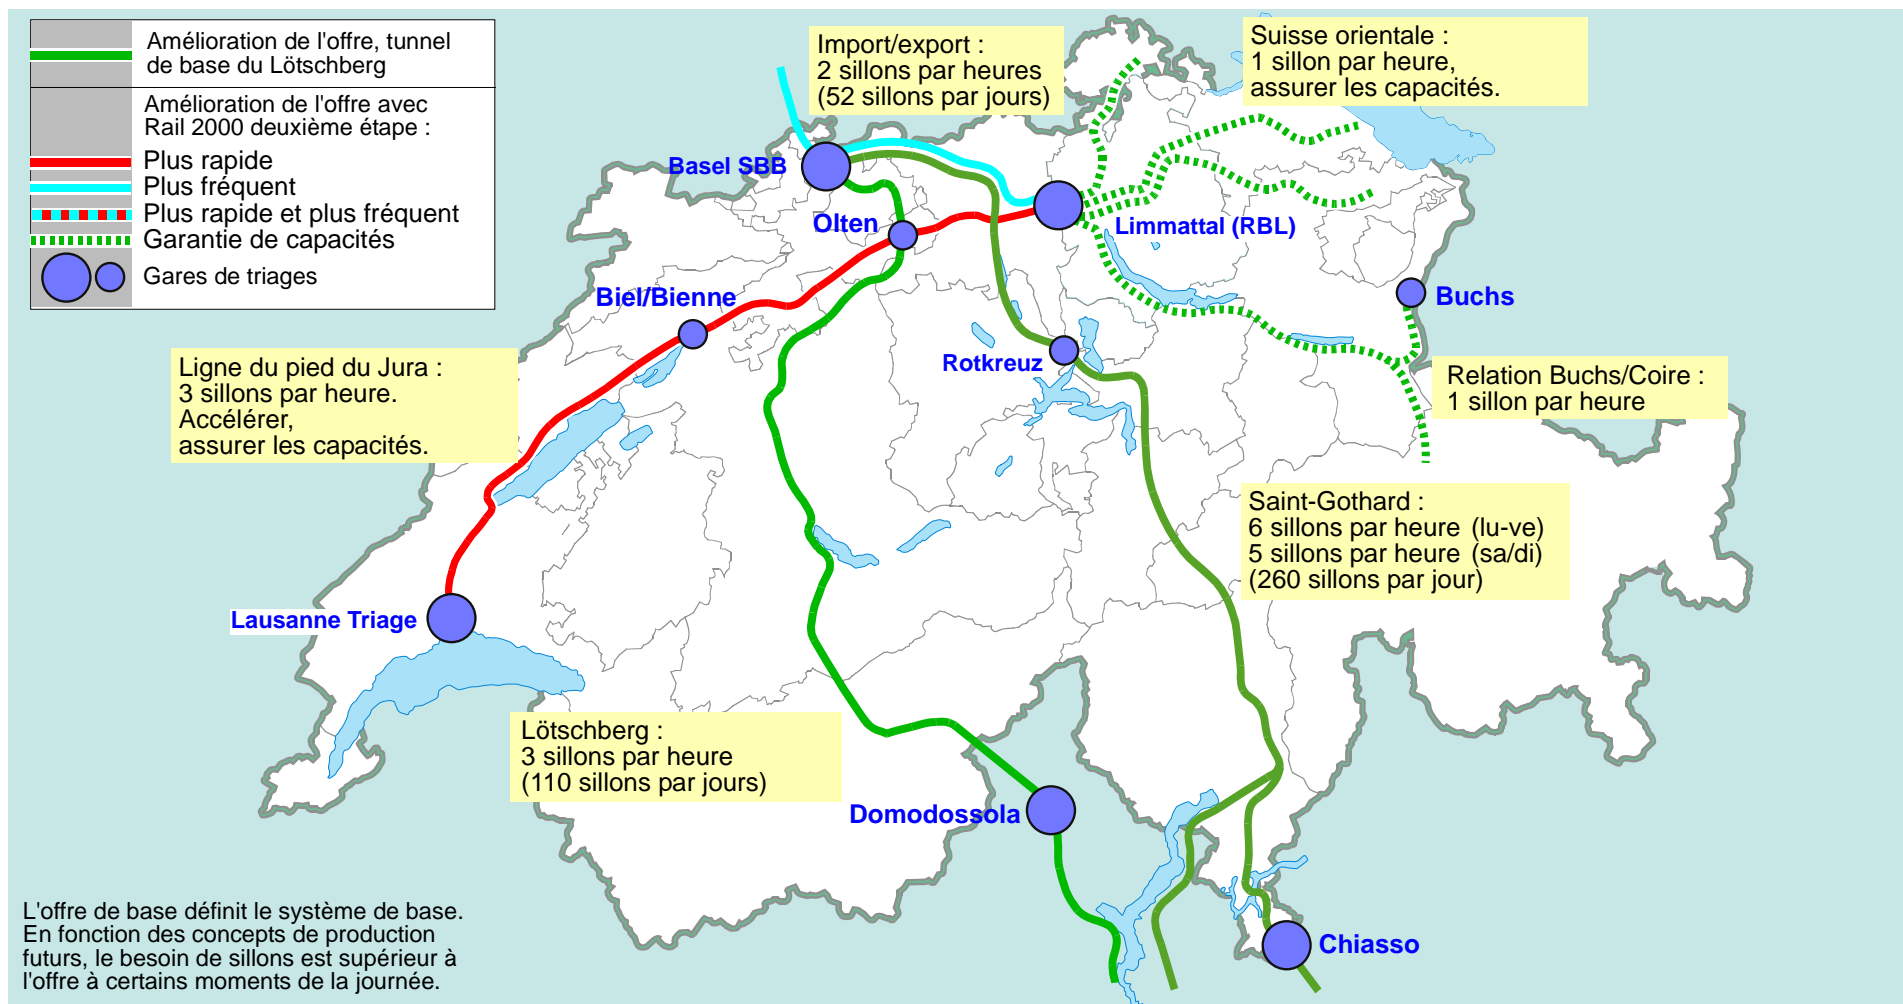 Amélioration de l'offre, tunnel
de base du Lötschberg
Amélioration de l'offre avec
Rail 2000 deuxième étape :
Plus rapide
Plus fréquent
Plus rapide et plus fréquent
Garantie de capacités
Gares de triages
Import/export :
2 sillons par heures
(52 sillons par jours)
Suisse orientale :
1 sillon par heure,
assurer les capacités.
Basel SBB
Olten
Limmattal (RBL)
Biel/Bienne
Buchs
Rotkreuz
Ligne du pied du Jura :
3 sillons par heure.
Accélérer,
assurer les capacités.
Relation Buchs/Coire :
1 sillon par heure
Saint-Gothard :
6 sillons par heure (lu-ve)
5 sillons par heure (sa/di)
(260 sillons par jour)
Lausanne Triage
Lötschberg :
3 sillons par heure
(110 sillons par jours)
Domodossola
Chiasso
L'offre de base définit le système de base.
En fonction des concepts de production
futurs, le besoin de sillons est supérieur à
l'offre à certains moments de la journée.